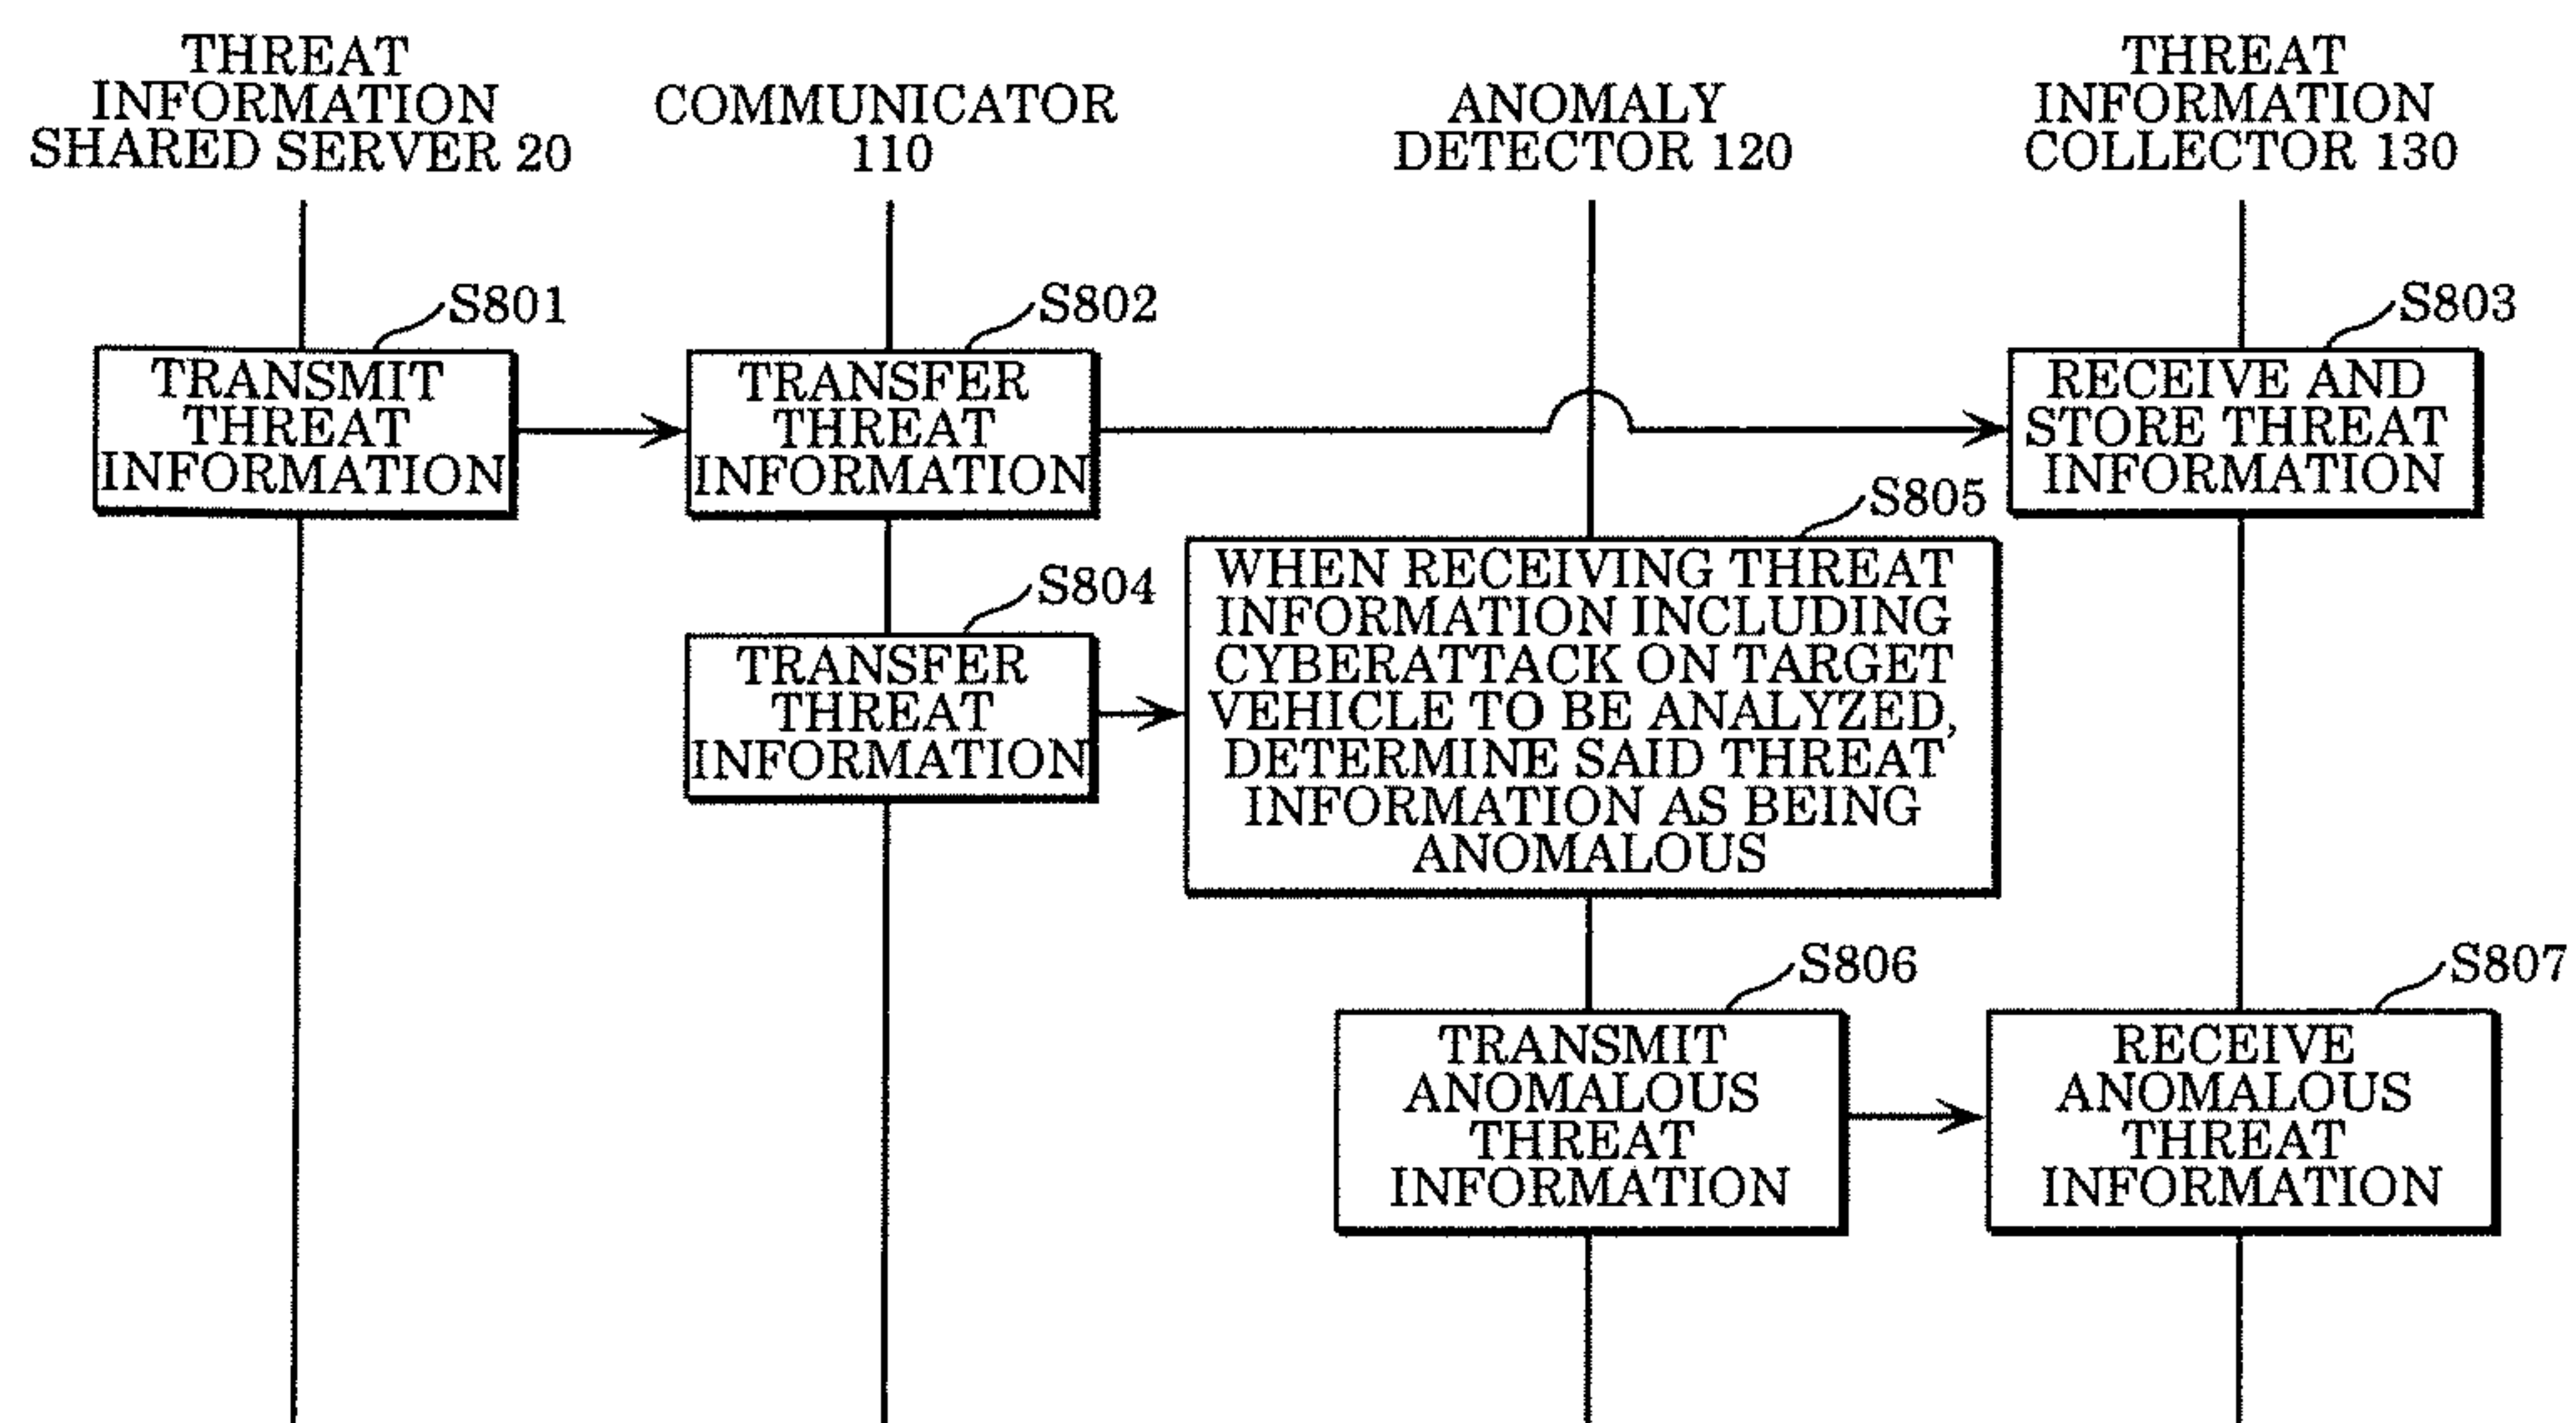 THREAT
INFORMATION
SHARED SERVER 20
COMMUNICATOR
110
ANOMALY
DETECTOR 120
THREAT
INFORMATION
COLLECTOR 130
S801
TRANSMIT
THREAT
INFORMATION
S802
TRANSFER
THREAT
INFORMATION
S803
RECEIVE AND
STORE THREAT
INFORMATION
S804
TRANSFER
THREAT
INFORMATION
S805
WHEN RECEIVING THREAT
INFORMATION INCLUDING
CYBERATTACK ON TARGET
VEHICLE TO BE ANALYZED,
DETERMINE SAID THREAT
INFORMATION AS BEING
ANOMALOUS
S806
TRANSMIT
ANOMALOUS
THREAT
INFORMATION
S807
RECEIVE
ANOMALOUS
THREAT
INFORMATION